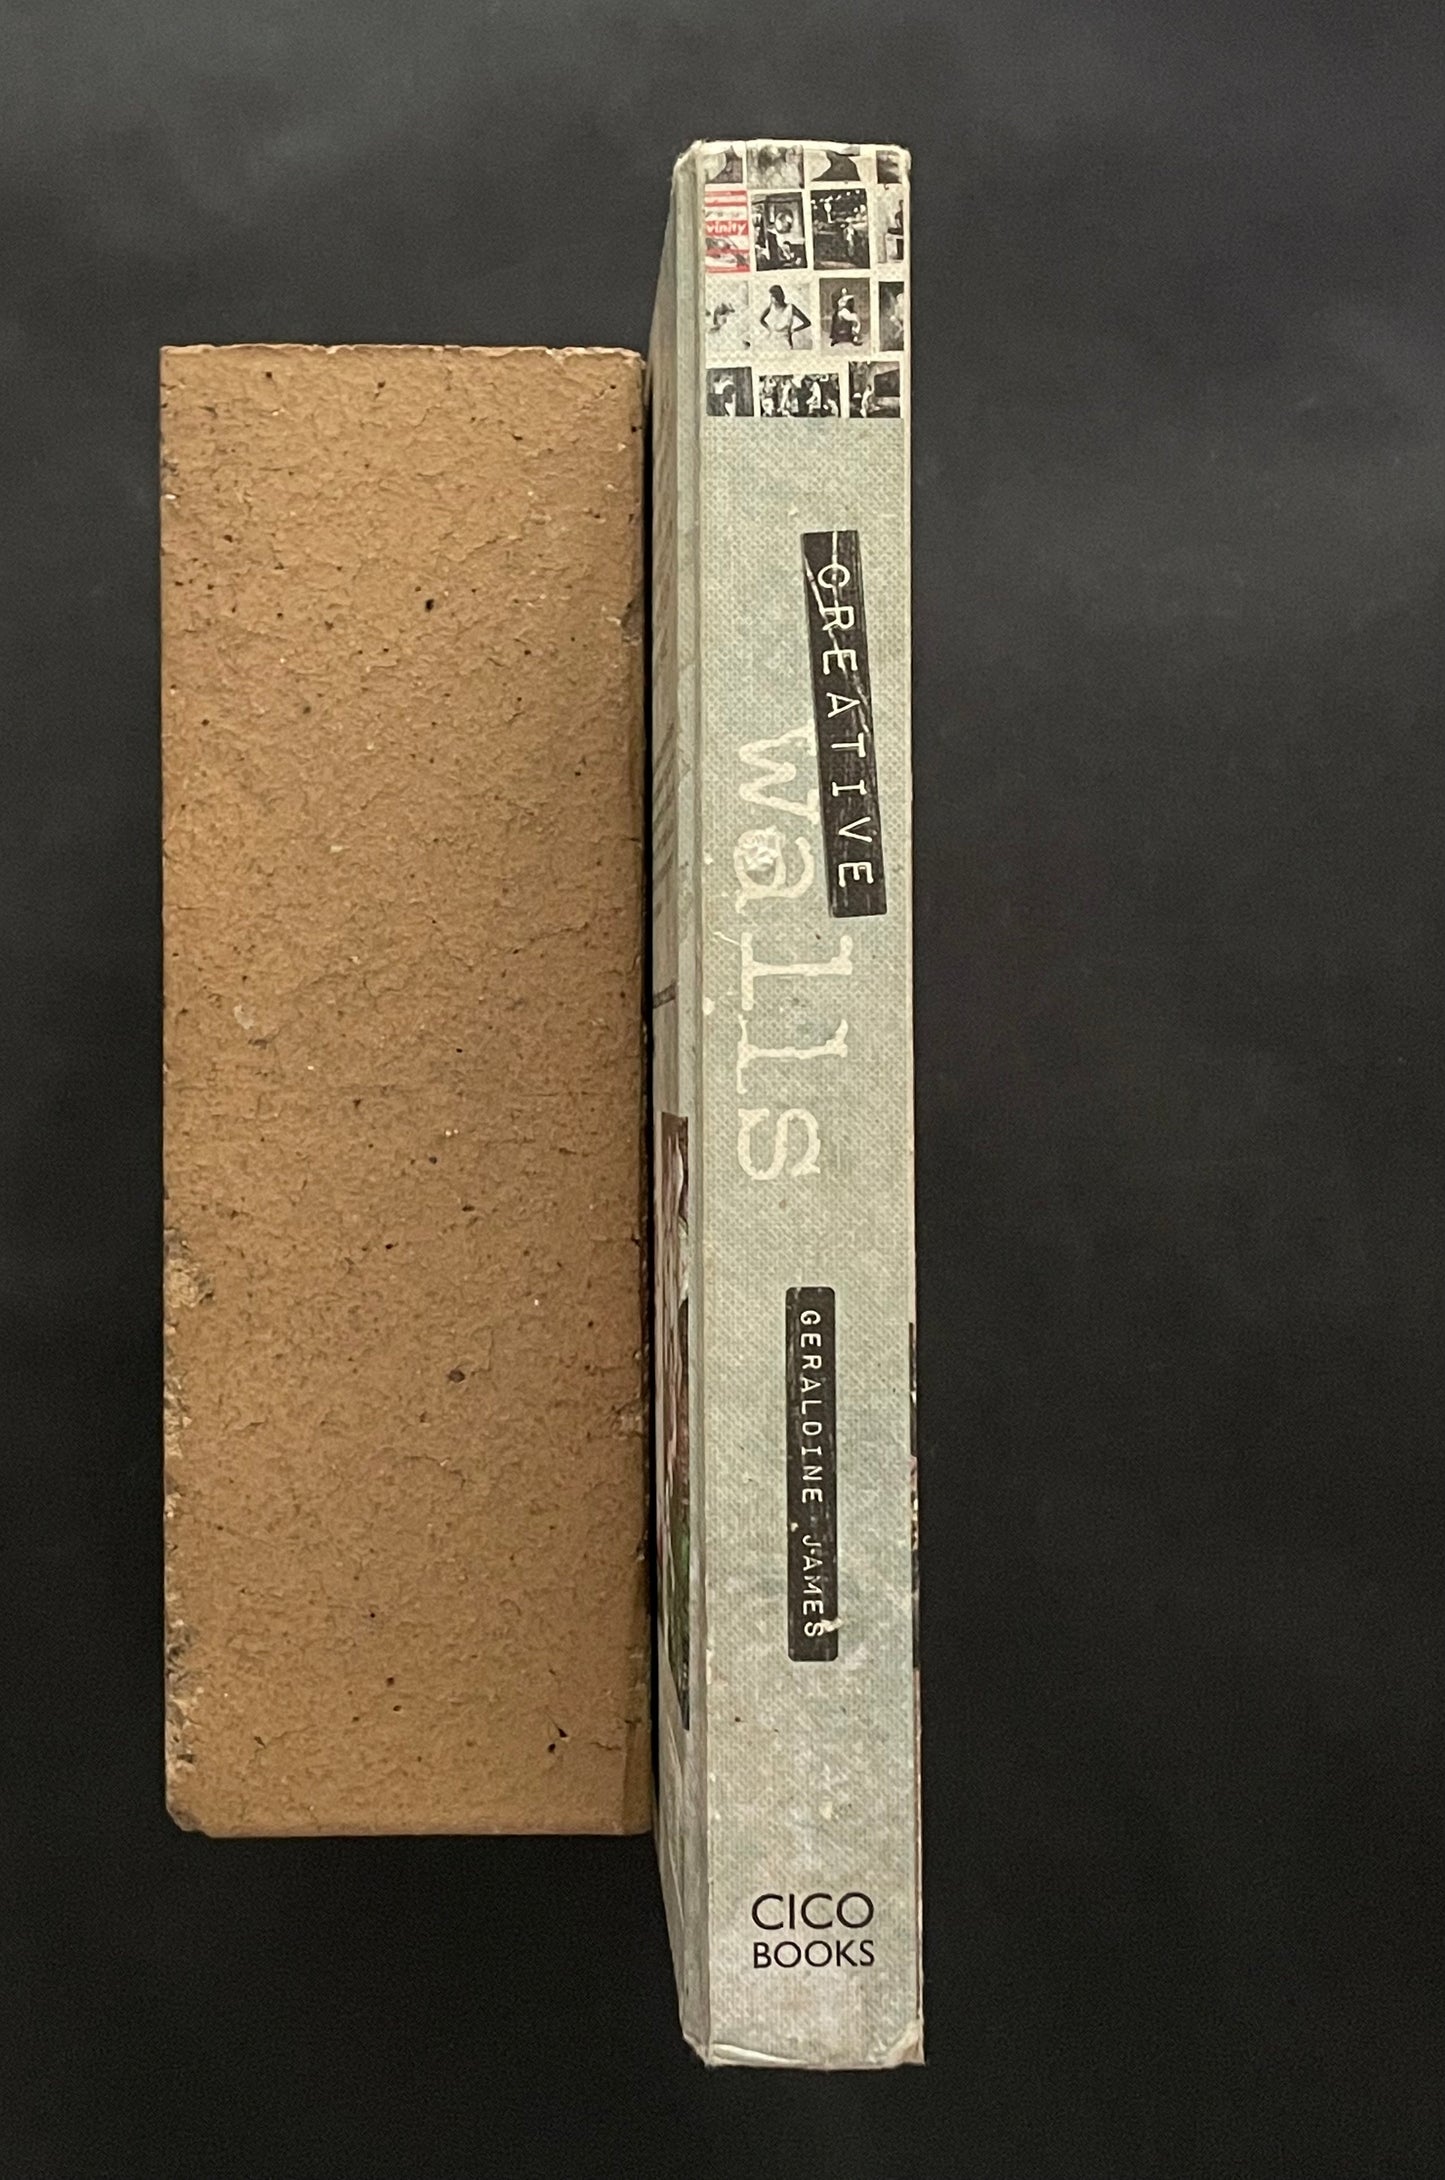 vinity
CREATIVE
walls
GERALDINE JAMES
CICO
BOOKS